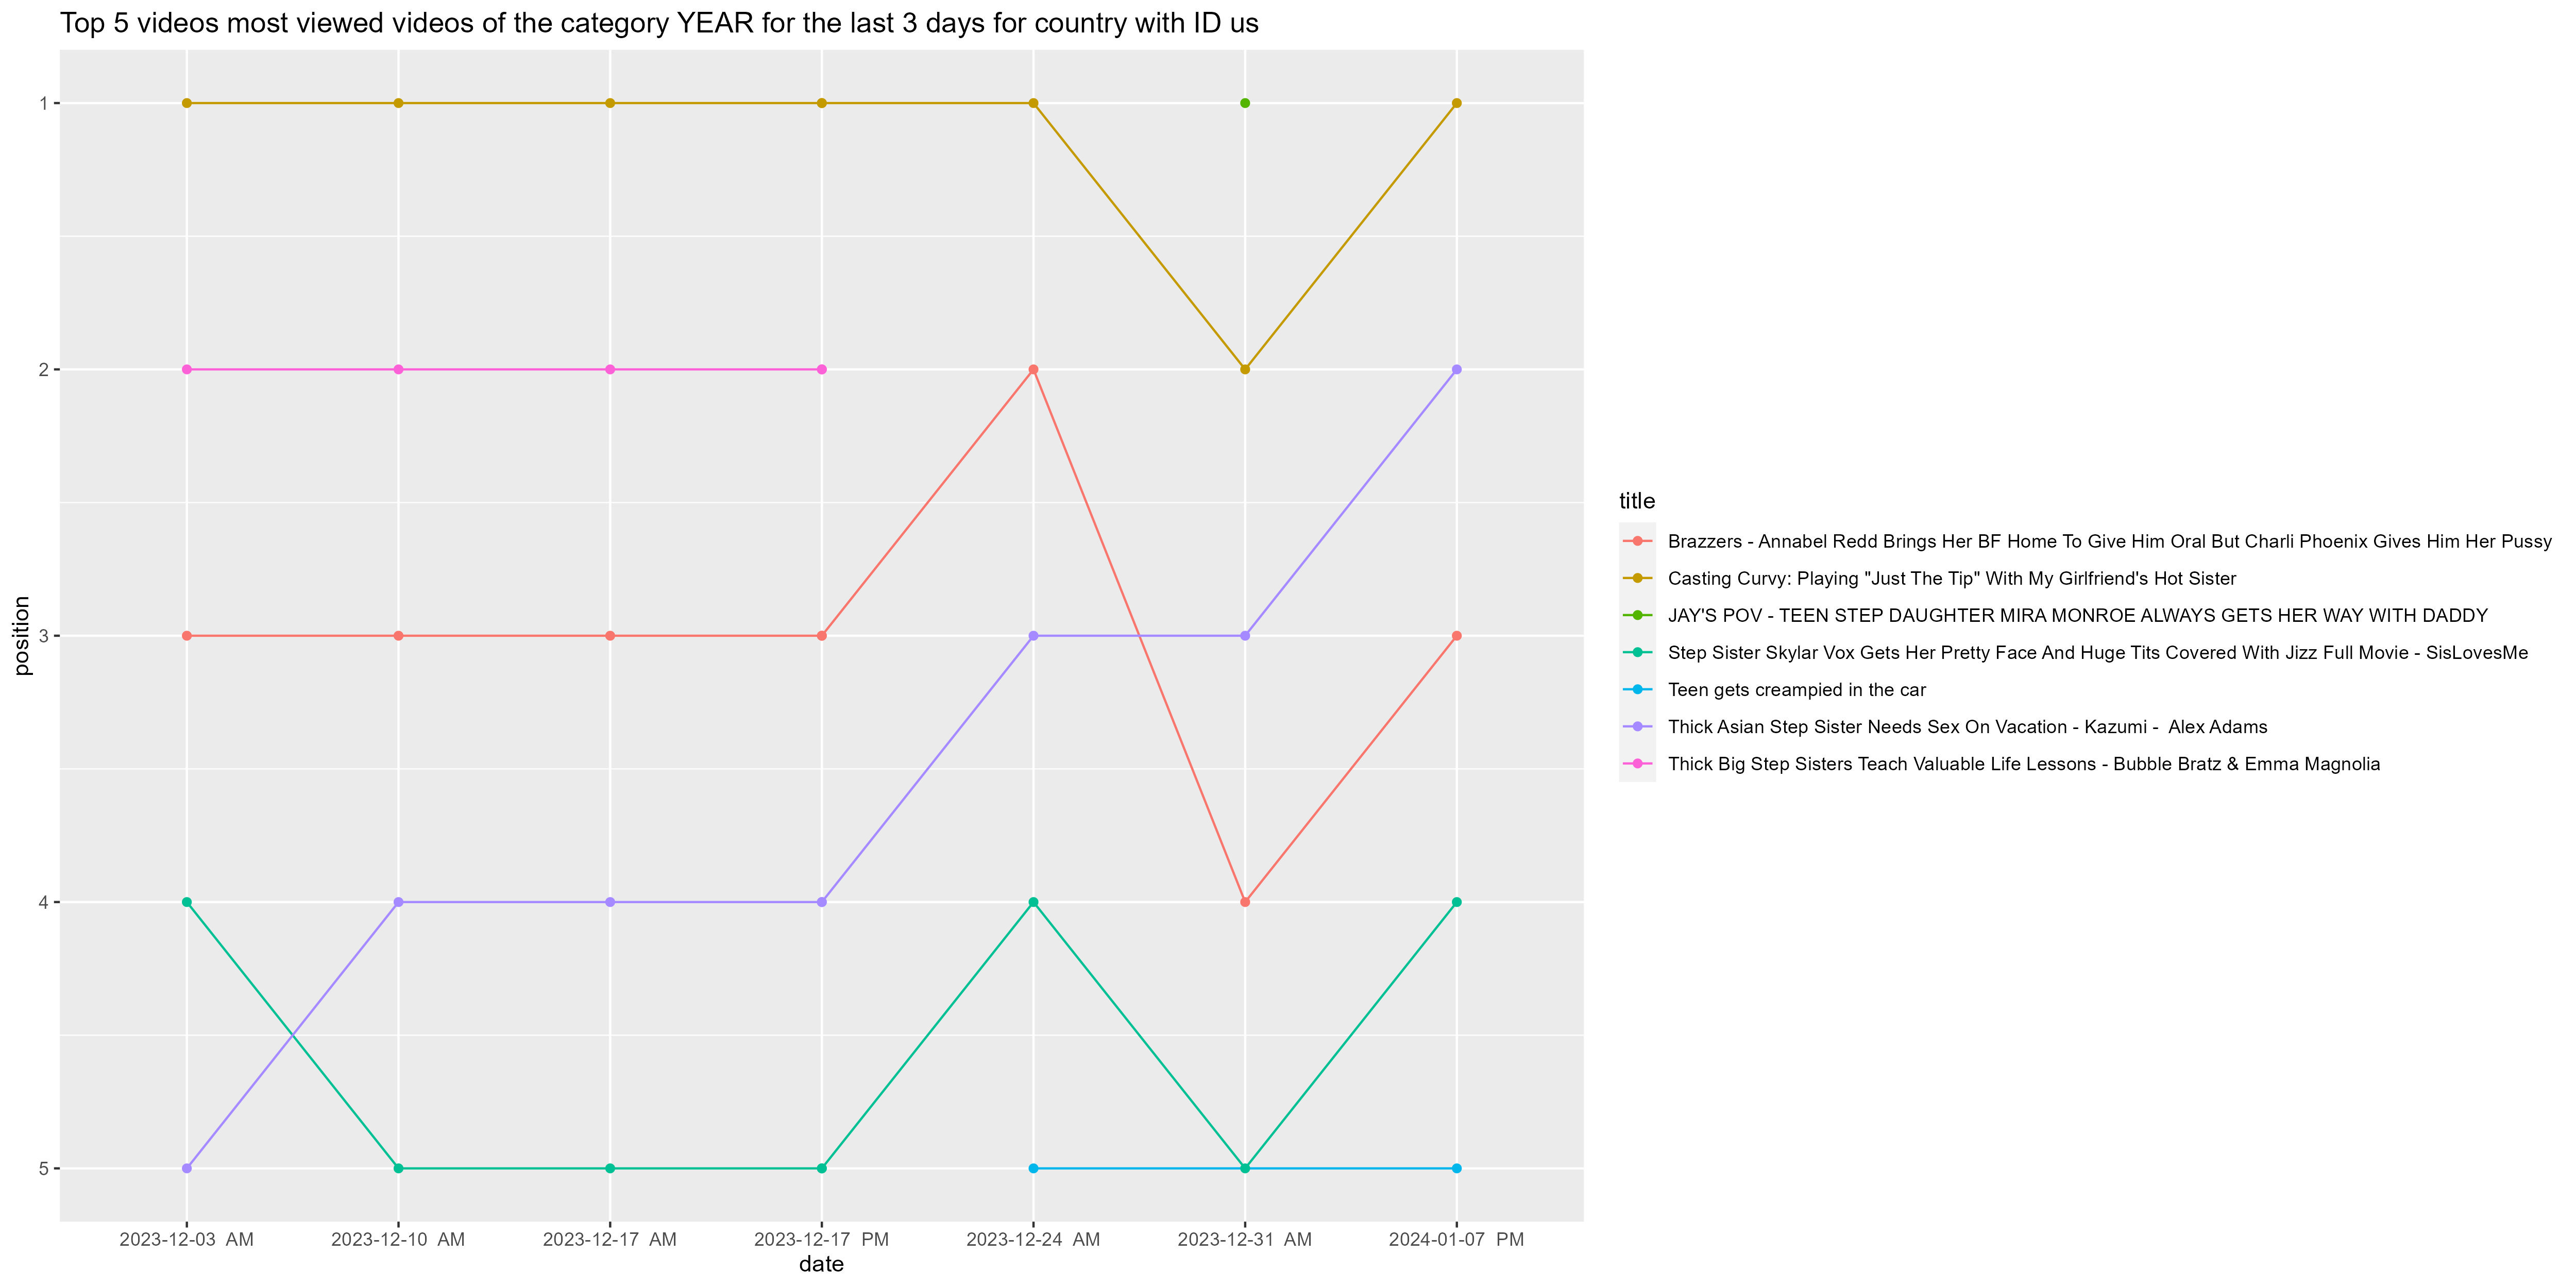 Top 5 videos most viewed videos of the category YEAR for the last 3 days for country with ID us
1
2
3
4
5
position
2023-12-03  AM
2023-12-10  AM
2023-12-17  AM
2023-12-17  PM
2023-12-24  AM
2023-12-31  AM
2024-01-07  PM
date
title
Brazzers - Annabel Redd Brings Her BF Home To Give Him Oral But Charli Phoenix Gives Him Her Pussy
Casting Curvy: Playing "Just The Tip" With My Girlfriend's Hot Sister
JAY'S POV - TEEN STEP DAUGHTER MIRA MONROE ALWAYS GETS HER WAY WITH DADDY
Step Sister Skylar Vox Gets Her Pretty Face And Huge Tits Covered With Jizz Full Movie - SisLovesMe
Teen gets creampied in the car
Thick Asian Step Sister Needs Sex On Vacation - Kazumi -  Alex Adams
Thick Big Step Sisters Teach Valuable Life Lessons - Bubble Bratz & Emma Magnolia